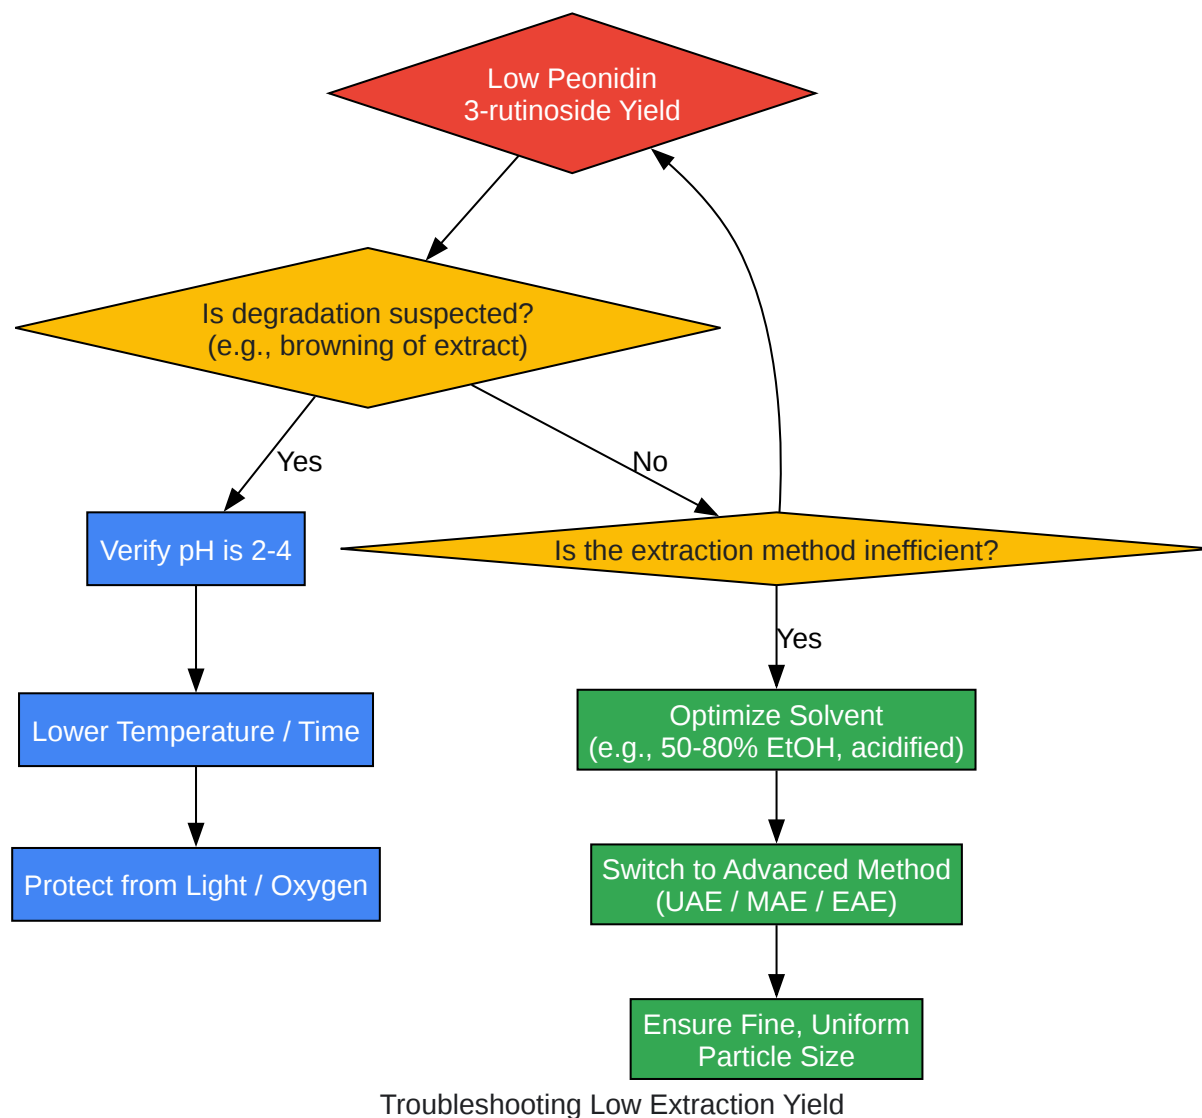 Low Peonidin
3-rutinoside Yield
Is degradation suspected?
(e.g., browning of extract)
Yes
No
Verify pH is 2-4
Is the extraction method inefficient?
Yes
Lower Temperature / Time
Optimize Solvent
(e.g., 50-80% EtOH, acidified)
Protect from Light / Oxygen
Switch to Advanced Method
(UAE / MAE / EAE)
Ensure Fine, Uniform
Particle Size
Troubleshooting Low Extraction Yield